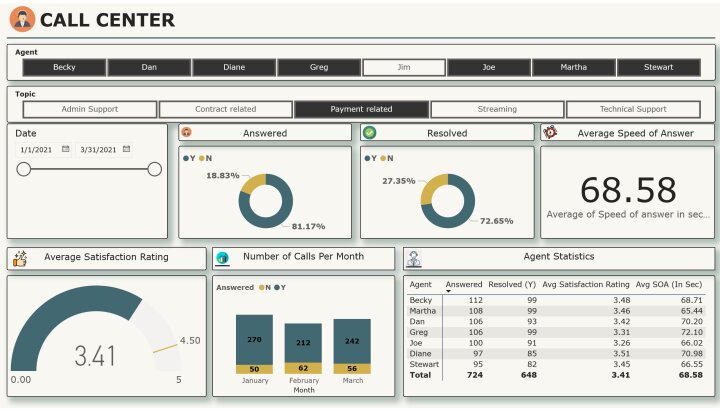 CALL CENTER
Agent
Becky Dan Diane Greg Jim Joe Martha Stewart
Topic
Admin Support Contract related Payment related Streaming Technical Support
Date
1/1/2021 3/31/2021
Answered
Y N
18.83%
81.17%
Resolved
Y N
27.35%
72.65%
Average Speed of Answer
68.58
Average of Speed of answer in sec...
Average Satisfaction Rating
4.50
3.41
0.00 5
Number of Calls Per Month
Answered N Y
270 212 242
50 62 56
January February March
Month
Agent Statistics
Agent Answered Resolved (Y) Avg Satisfaction Rating Avg SOA (In Sec)
Becky 112 99 3.48 68.71
Martha 108 99 3.46 65.44
Dan 106 93 3.42 70.20
Greg 106 99 3.31 72.10
Joe 100 91 3.26 66.02
Diane 97 85 3.51 70.98
Stewart 95 82 3.45 66.55
Total 724 648 3.41 68.58